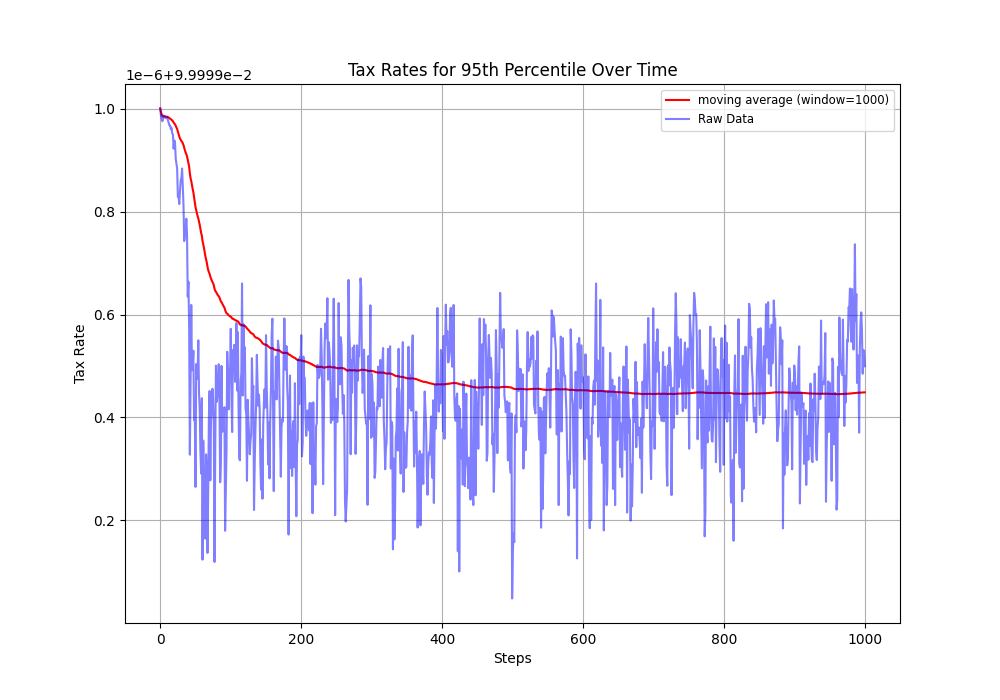 Tax Rates for 95th Percentile Over Time
1e−6+9.9999e−2
moving average (window=1000)
Raw Data
1.0
0.8
0.6
0.4
0.2
Tax Rate
0
200
400
600
800
1000
Steps